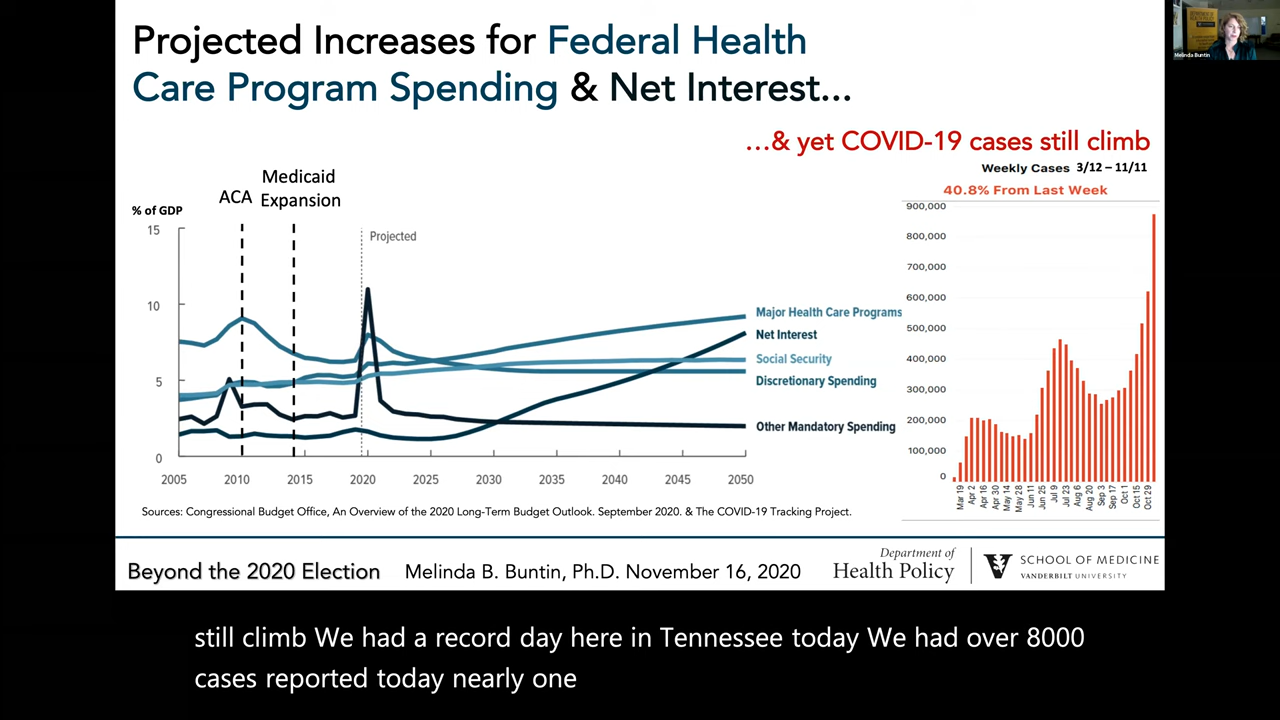 Projected Increases for Federal Health
Care Program Spending & Net Interest...
...& yet COVID-19 cases still climb
Weekly Cases 3/12 – 11/11
40.8% From Last Week
Medicaid
ACA Expansion
% of GDP
Projected
15
10
5
0
2005 2010 2015 2020 2025 2030 2035 2040 2045 2050
Major Health Care Programs
Net Interest
Social Security
Discretionary Spending
Other Mandatory Spending
900,000
800,000
700,000
600,000
500,000
400,000
300,000
200,000
100,000
0
Mar 19 Apr 2 Apr 16 Apr 30 May 14 May 28 Jun 11 Jun 25 Jul 9 Jul 23 Aug 6 Aug 20 Sep 3 Sep 17 Oct 1 Oct 15 Oct 29
Sources: Congressional Budget Office, An Overview of the 2020 Long-Term Budget Outlook. September 2020. & The COVID-19 Tracking Project.
Beyond the 2020 Election Melinda B. Buntin, Ph.D. November 16, 2020
Department of
Health Policy
SCHOOL OF MEDICINE
VANDERBILT UNIVERSITY
Melinda Buntin
still climb We had a record day here in Tennessee today We had over 8000
cases reported today nearly one